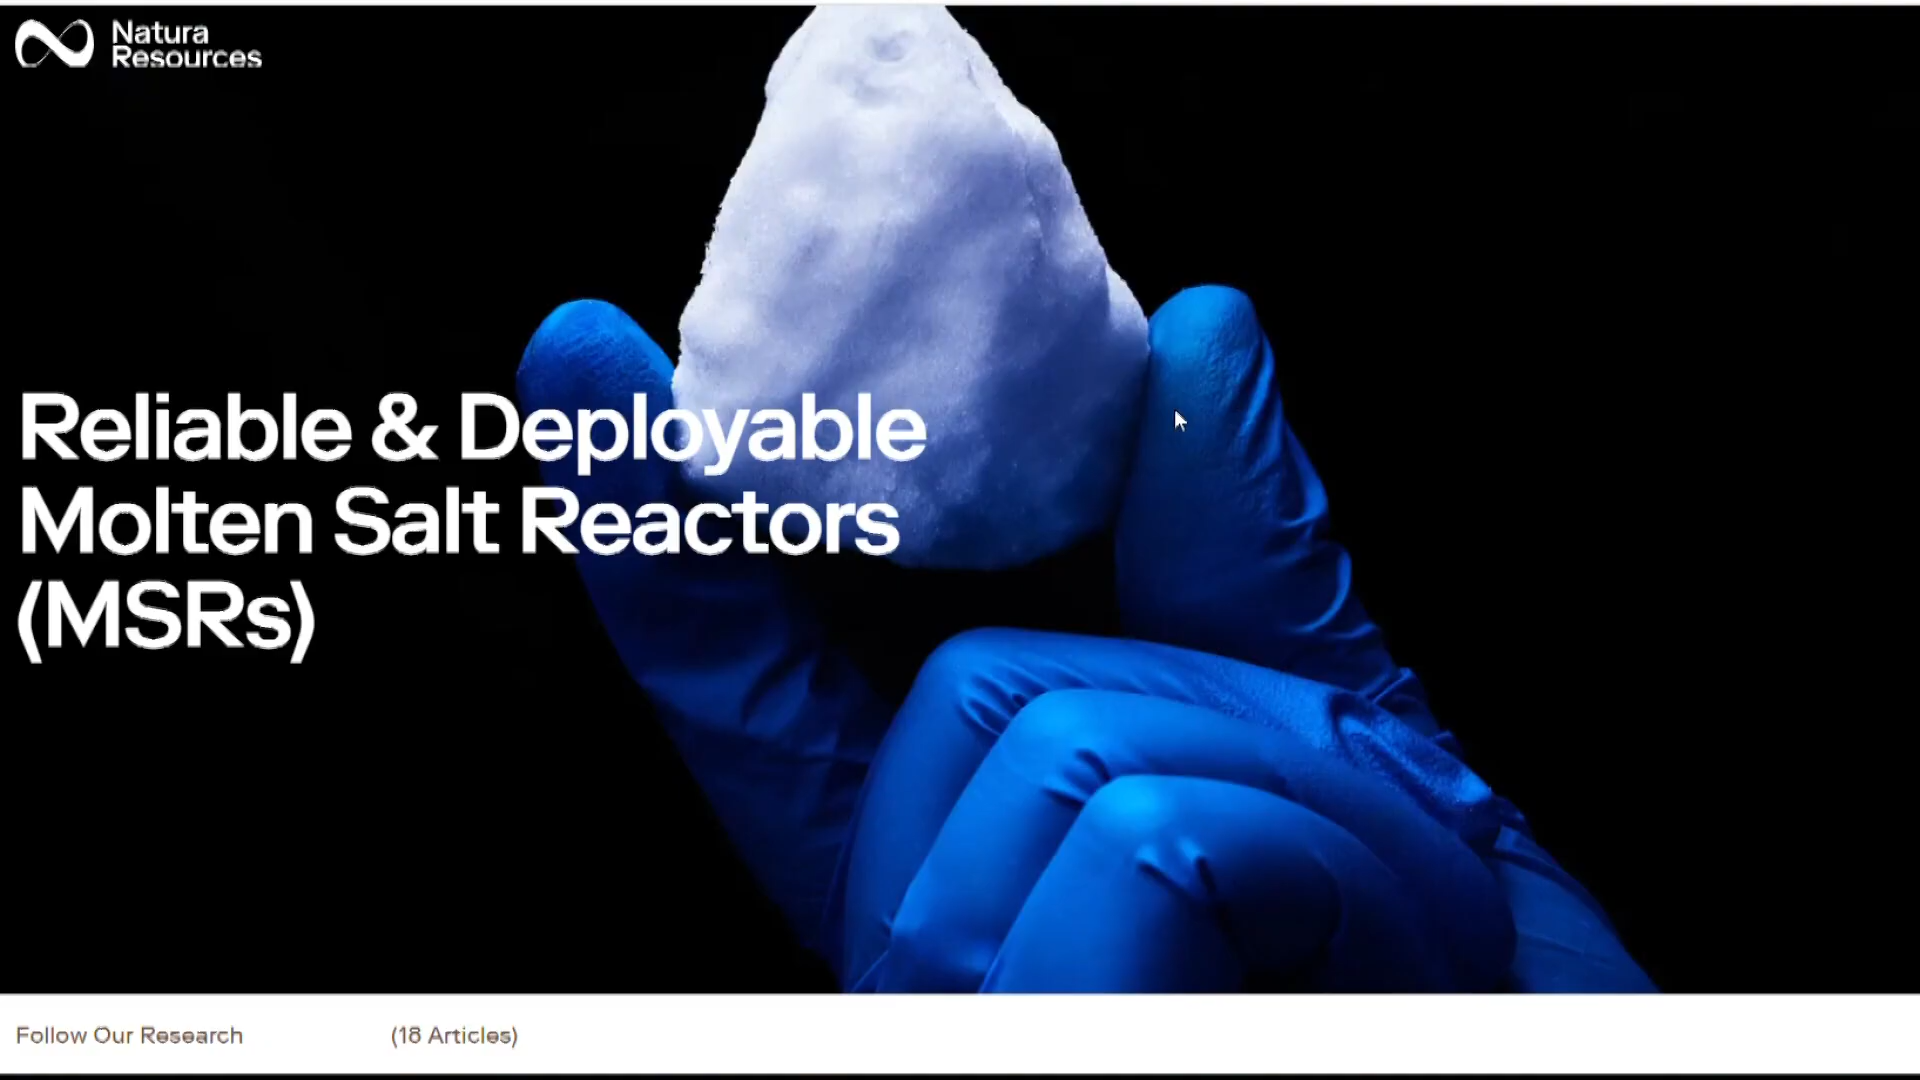 Natura
Resources
Reliable & Deployable
Molten Salt Reactors
(MSRs)
Follow Our Research
(18 Articles)